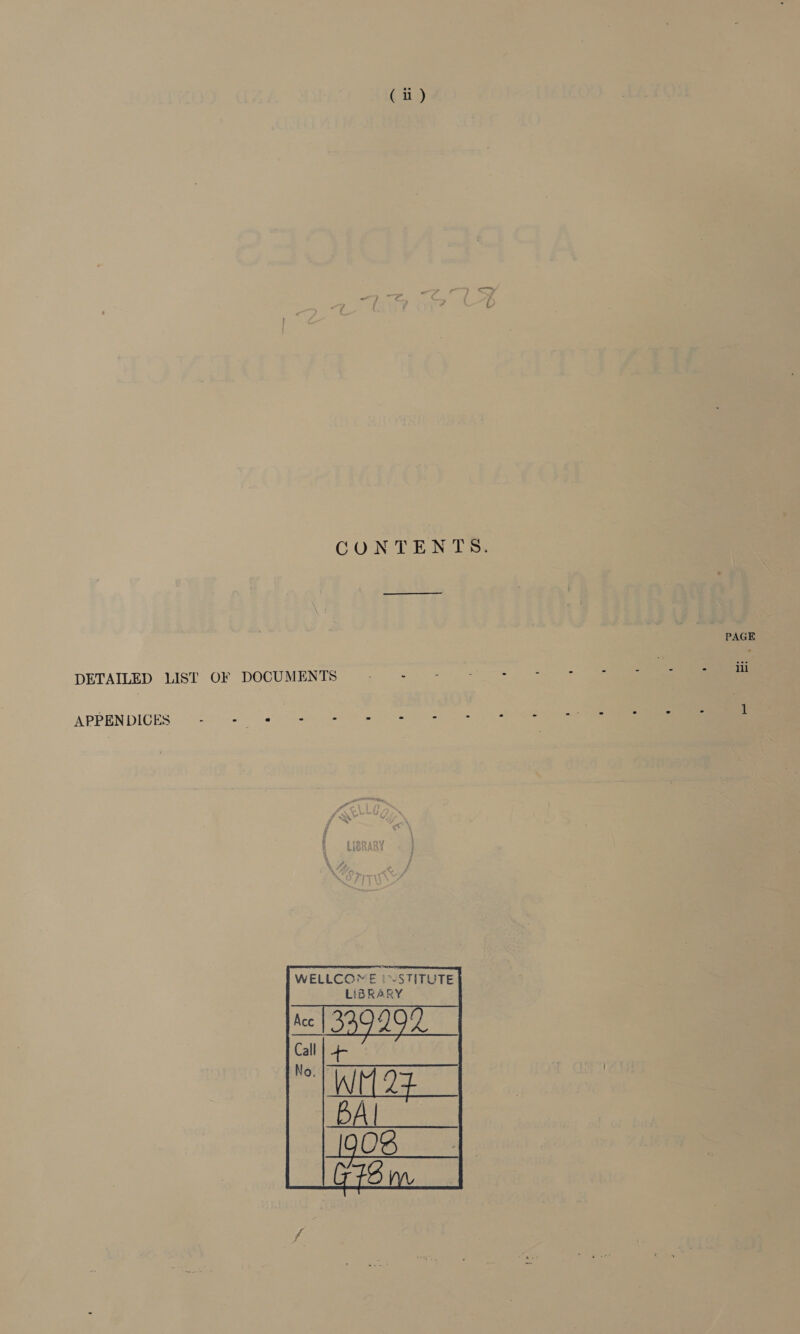 ( ii )
CONTENTS.
PAGE
DETAILED LIST OF DOCUMENTS - - - - - - - - - - - iii
APPENDICES - - - - - - - - - - - - - - - - 1
LIBRARY
WELLCOME INSTITUTE
LIBRARY
Acc 339292
Call +
No. WM 27
BA1
1908
G78m